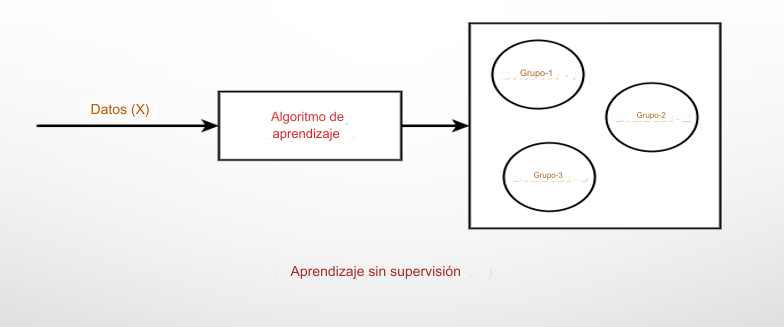 Datos (X)
Algoritmo de
aprendizaje
Grupo-1
Grupo-2
Grupo-3
Aprendizaje sin supervisión